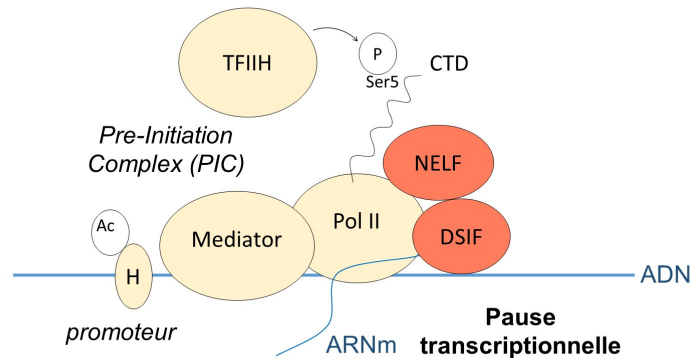 TFIIH
P
Ser5
CTD
Pre-Initiation
Complex (PIC)
NELF
Ac
Mediator
Pol II
DSIF
H
ADN
promoteur
ARNm
Pause
transcriptionnelle